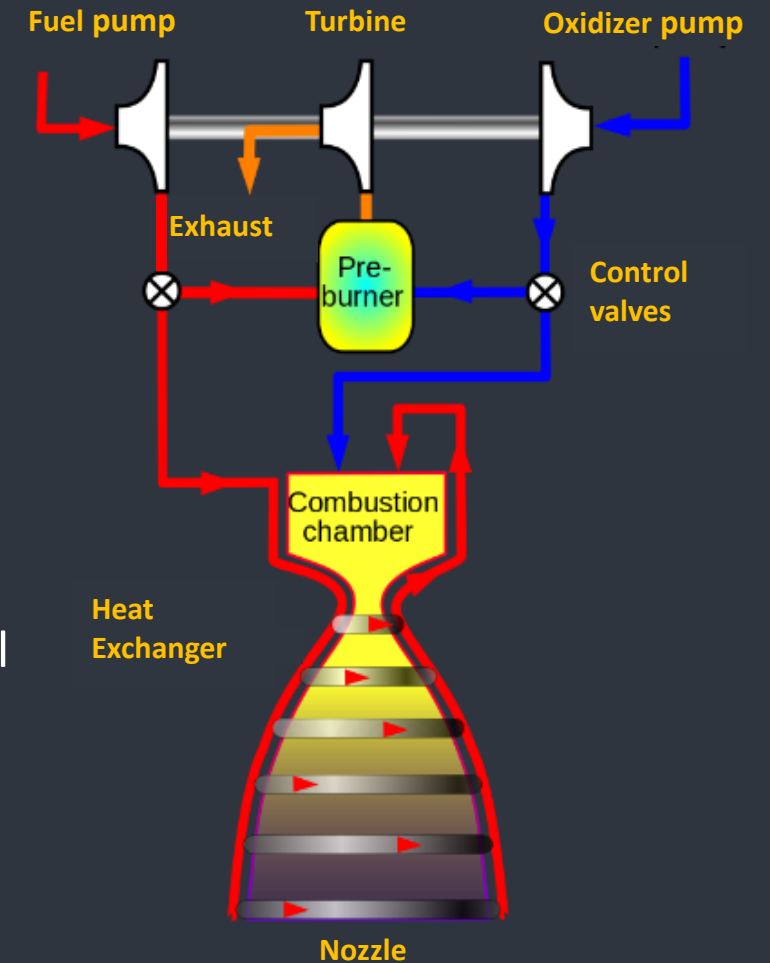 Fuel pump
Turbine
Oxidizer pump
Exhaust
Pre-
burner
Control
valves
Combustion
chamber
Heat
Exchanger
Nozzle